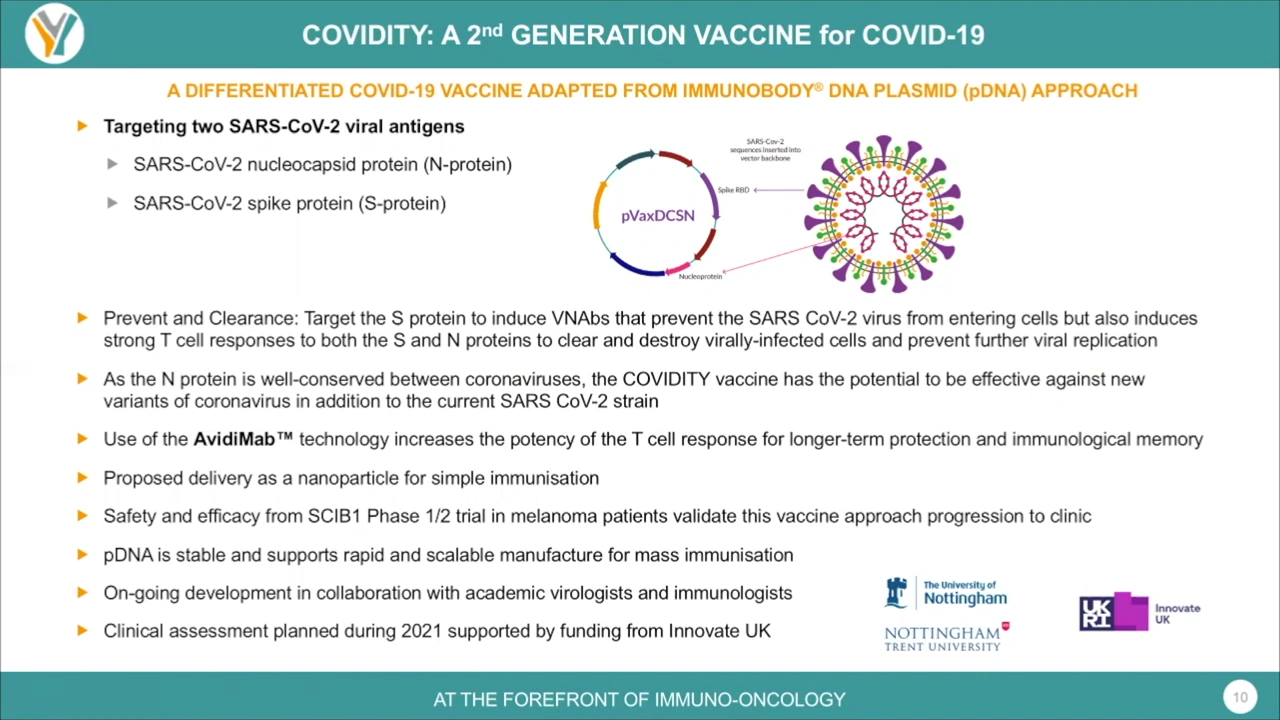 COVIDITY: A 2nd GENERATION VACCINE for COVID-19
A DIFFERENTIATED COVID-19 VACCINE ADAPTED FROM IMMUNOBODY® DNA PLASMID (pDNA) APPROACH
Targeting two SARS-CoV-2 viral antigens
SARS-CoV-2 nucleocapsid protein (N-protein)
SARS-CoV-2 spike protein (S-protein)
SARS-Cov-2
sequences inserted into
vector backbone
Spike RBD
pVaxDCSN
Nucleoprotein
Prevent and Clearance: Target the S protein to induce VNAbs that prevent the SARS CoV-2 virus from entering cells but also induces
strong T cell responses to both the S and N proteins to clear and destroy virally-infected cells and prevent further viral replication
As the N protein is well-conserved between coronaviruses, the COVIDITY vaccine has the potential to be effective against new
variants of coronavirus in addition to the current SARS CoV-2 strain
Use of the AvidiMab™ technology increases the potency of the T cell response for longer-term protection and immunological memory
Proposed delivery as a nanoparticle for simple immunisation
Safety and efficacy from SCIB1 Phase 1/2 trial in melanoma patients validate this vaccine approach progression to clinic
pDNA is stable and supports rapid and scalable manufacture for mass immunisation
On-going development in collaboration with academic virologists and immunologists
Clinical assessment planned during 2021 supported by funding from Innovate UK
The University of
Nottingham
NOTTINGHAM
TRENT UNIVERSITY
UK
RI
Innovate
UK
AT THE FOREFRONT OF IMMUNO-ONCOLOGY
10